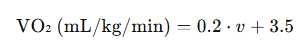 VO₂ (mL/kg/min) = 0.2 · v + 3.5